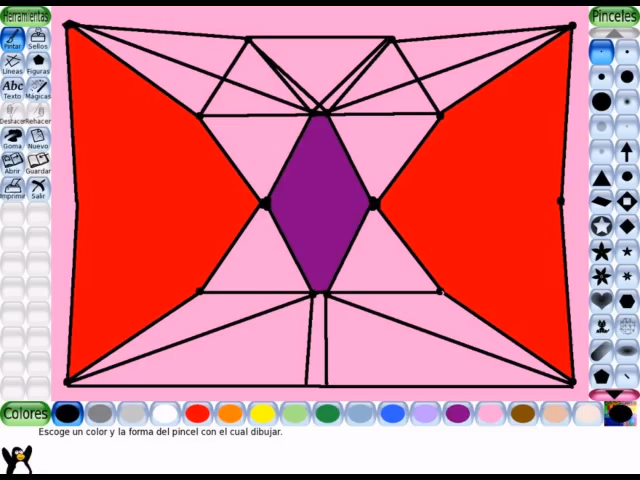 Herramientas
Pinceles
Pintar
Sellos
Líneas
Figuras
Abc
Texto
Mágicas
Deshacer
Rehacer
Goma
Nuevo
Abrir
Guardar
Imprimir
Salir
Colores
Escoge un color y la forma del pincel con el cual dibujar.